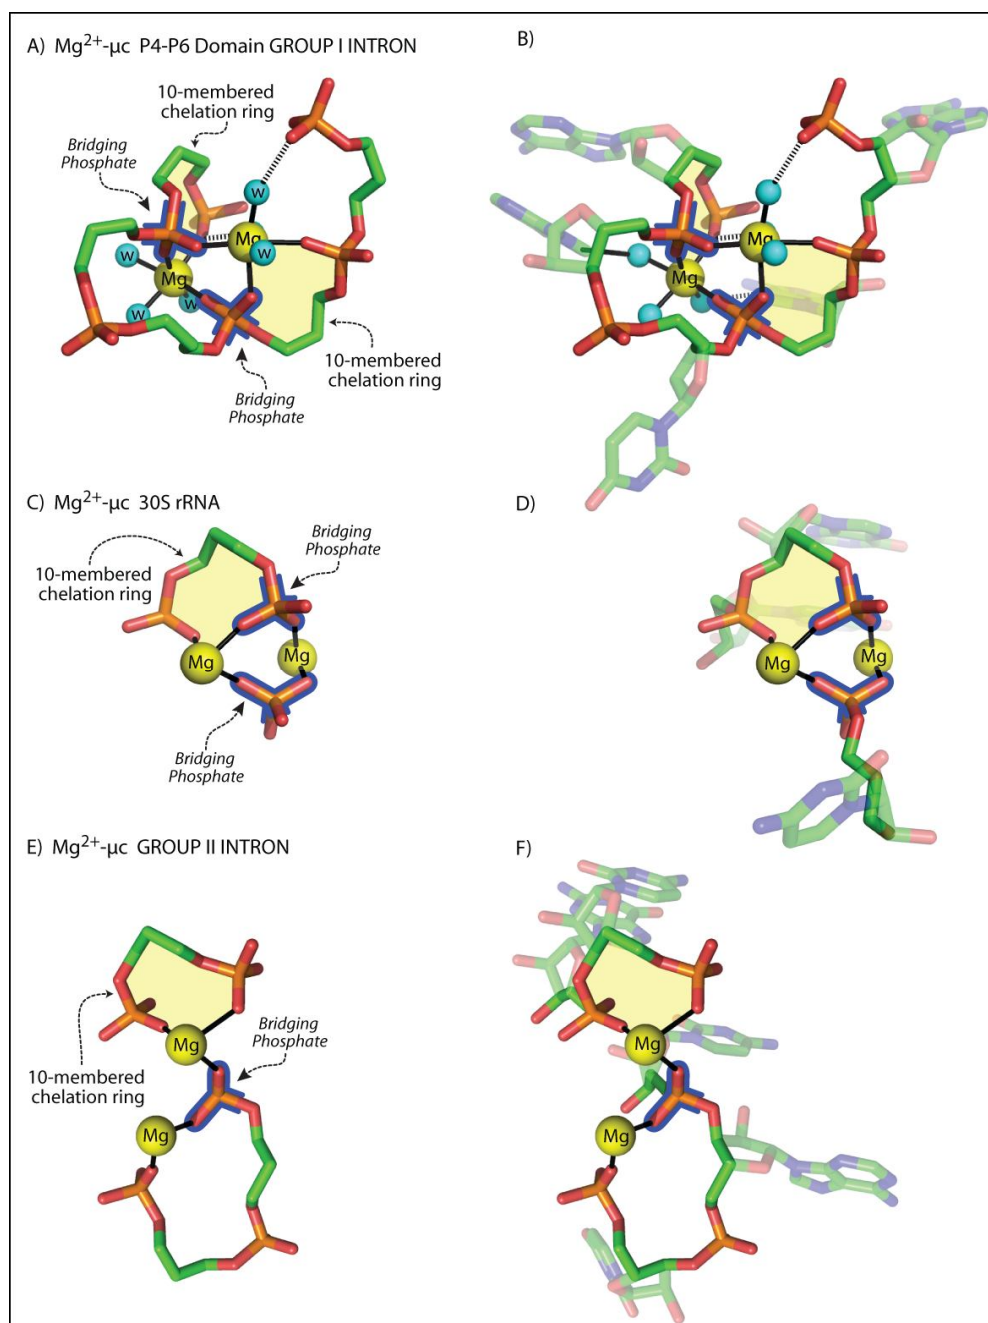 A) Mg2+-μc P4-P6 Domain GROUP I INTRON
B)
10-membered
chelation ring
Bridging
Phosphate
w
Mg
w
w
Mg
w
w
10-membered
chelation ring
Bridging
Phosphate
Mg
Mg
C) Mg2+-μc 30S rRNA
D)
Bridging
Phosphate
10-membered
chelation ring
Mg
Mg
Bridging
Phosphate
Mg
Mg
E) Mg2+-μc GROUP II INTRON
F)
Bridging
Phosphate
Mg
10-membered
chelation ring
Mg
Mg
Mg